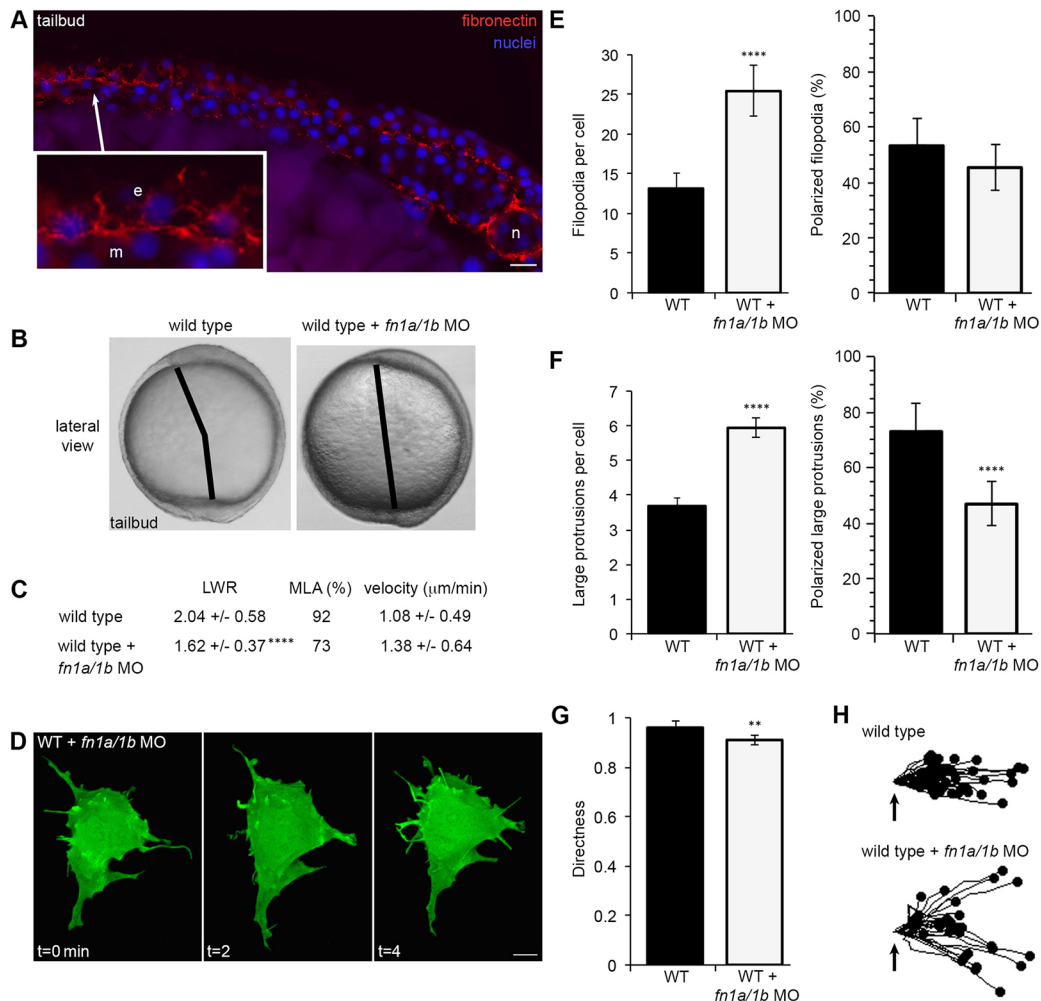 A
tailbud
fibronectin
nuclei
e
m
n
B
wild type
wild type + fn1a/1b MO
lateral
view
tailbud
C
LWR
MLA (%)
velocity (μm/min)
wild type
2.04 +/- 0.58
92
1.08 +/- 0.49
wild type +
fn1a/1b MO
1.62 +/- 0.37****
73
1.38 +/- 0.64
D
WT + fn1a/1b MO
t=0 min
t=2
t=4
E
Filopodia per cell
30
25
20
15
10
5
0
****
WT
WT +
fn1a/1b MO
Polarized filopodia (%)
100
80
60
40
20
0
WT
WT +
fn1a/1b MO
F
Large protrusions per cell
7
6
5
4
3
2
1
0
****
WT
WT +
fn1a/1b MO
Polarized large protrusions (%)
100
80
60
40
20
0
****
WT
WT +
fn1a/1b MO
G
Directness
1
0.8
0.6
0.4
0.2
0
**
WT
WT +
fn1a/1b MO
H
wild type
wild type + fn1a/1b MO